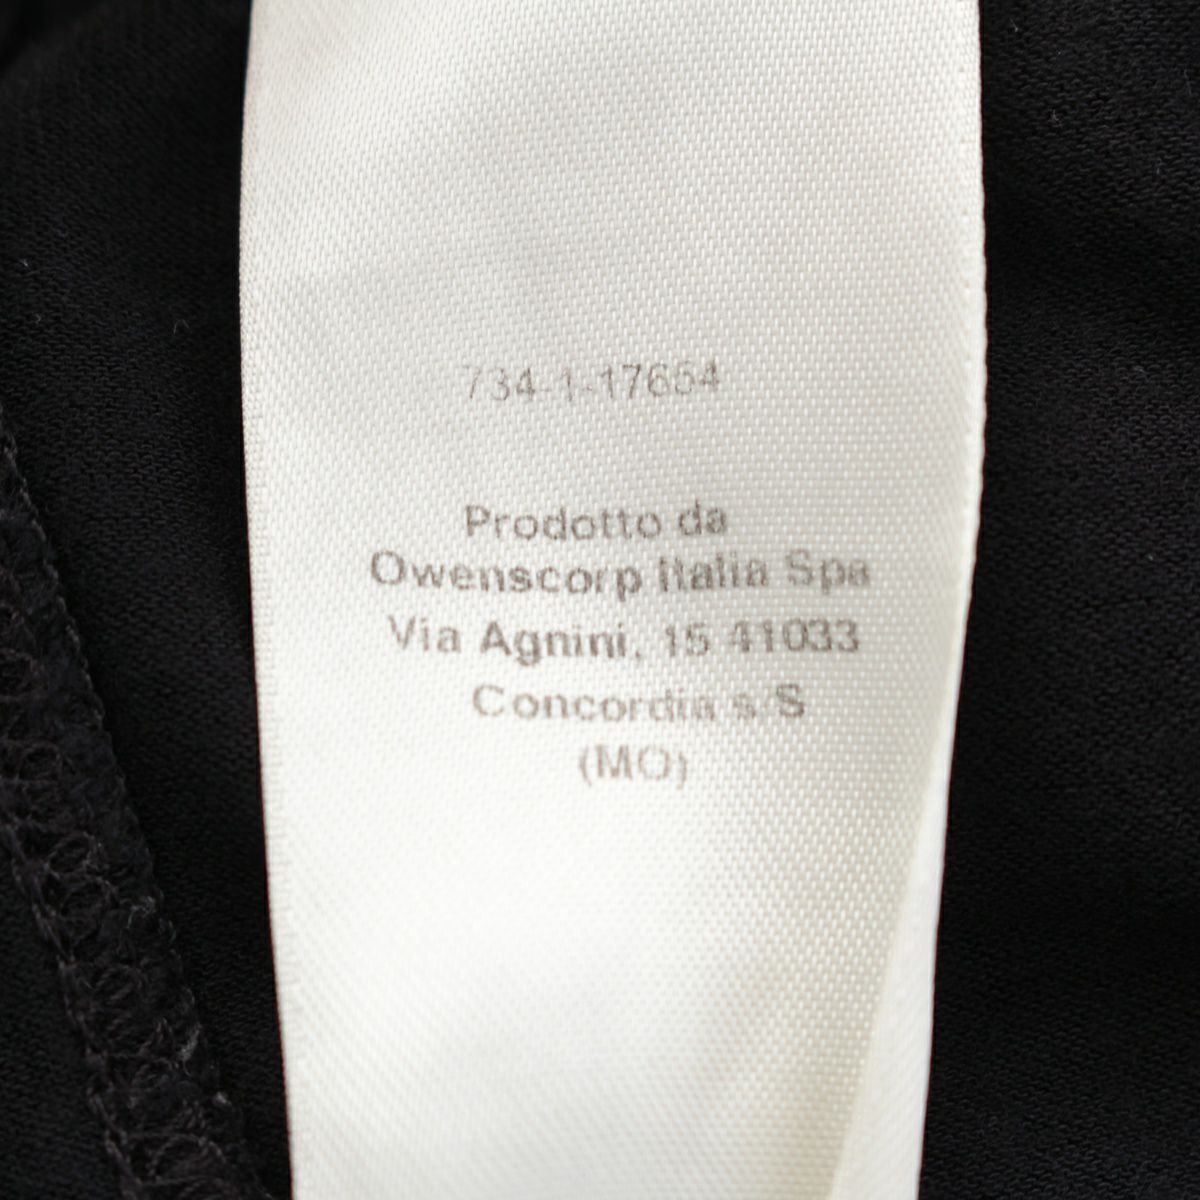 734-1-17654
Prodotto da
Owenscorp Italia Spa
Via Agnini, 15 41033
Concordia s/S
(MO)